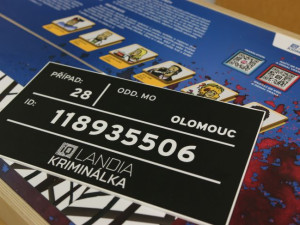 PŘÍPAD:
28
ODD. MO
OLOMOUC
ID:
118935506
IQ LANDIA
KRIMINÁLKA